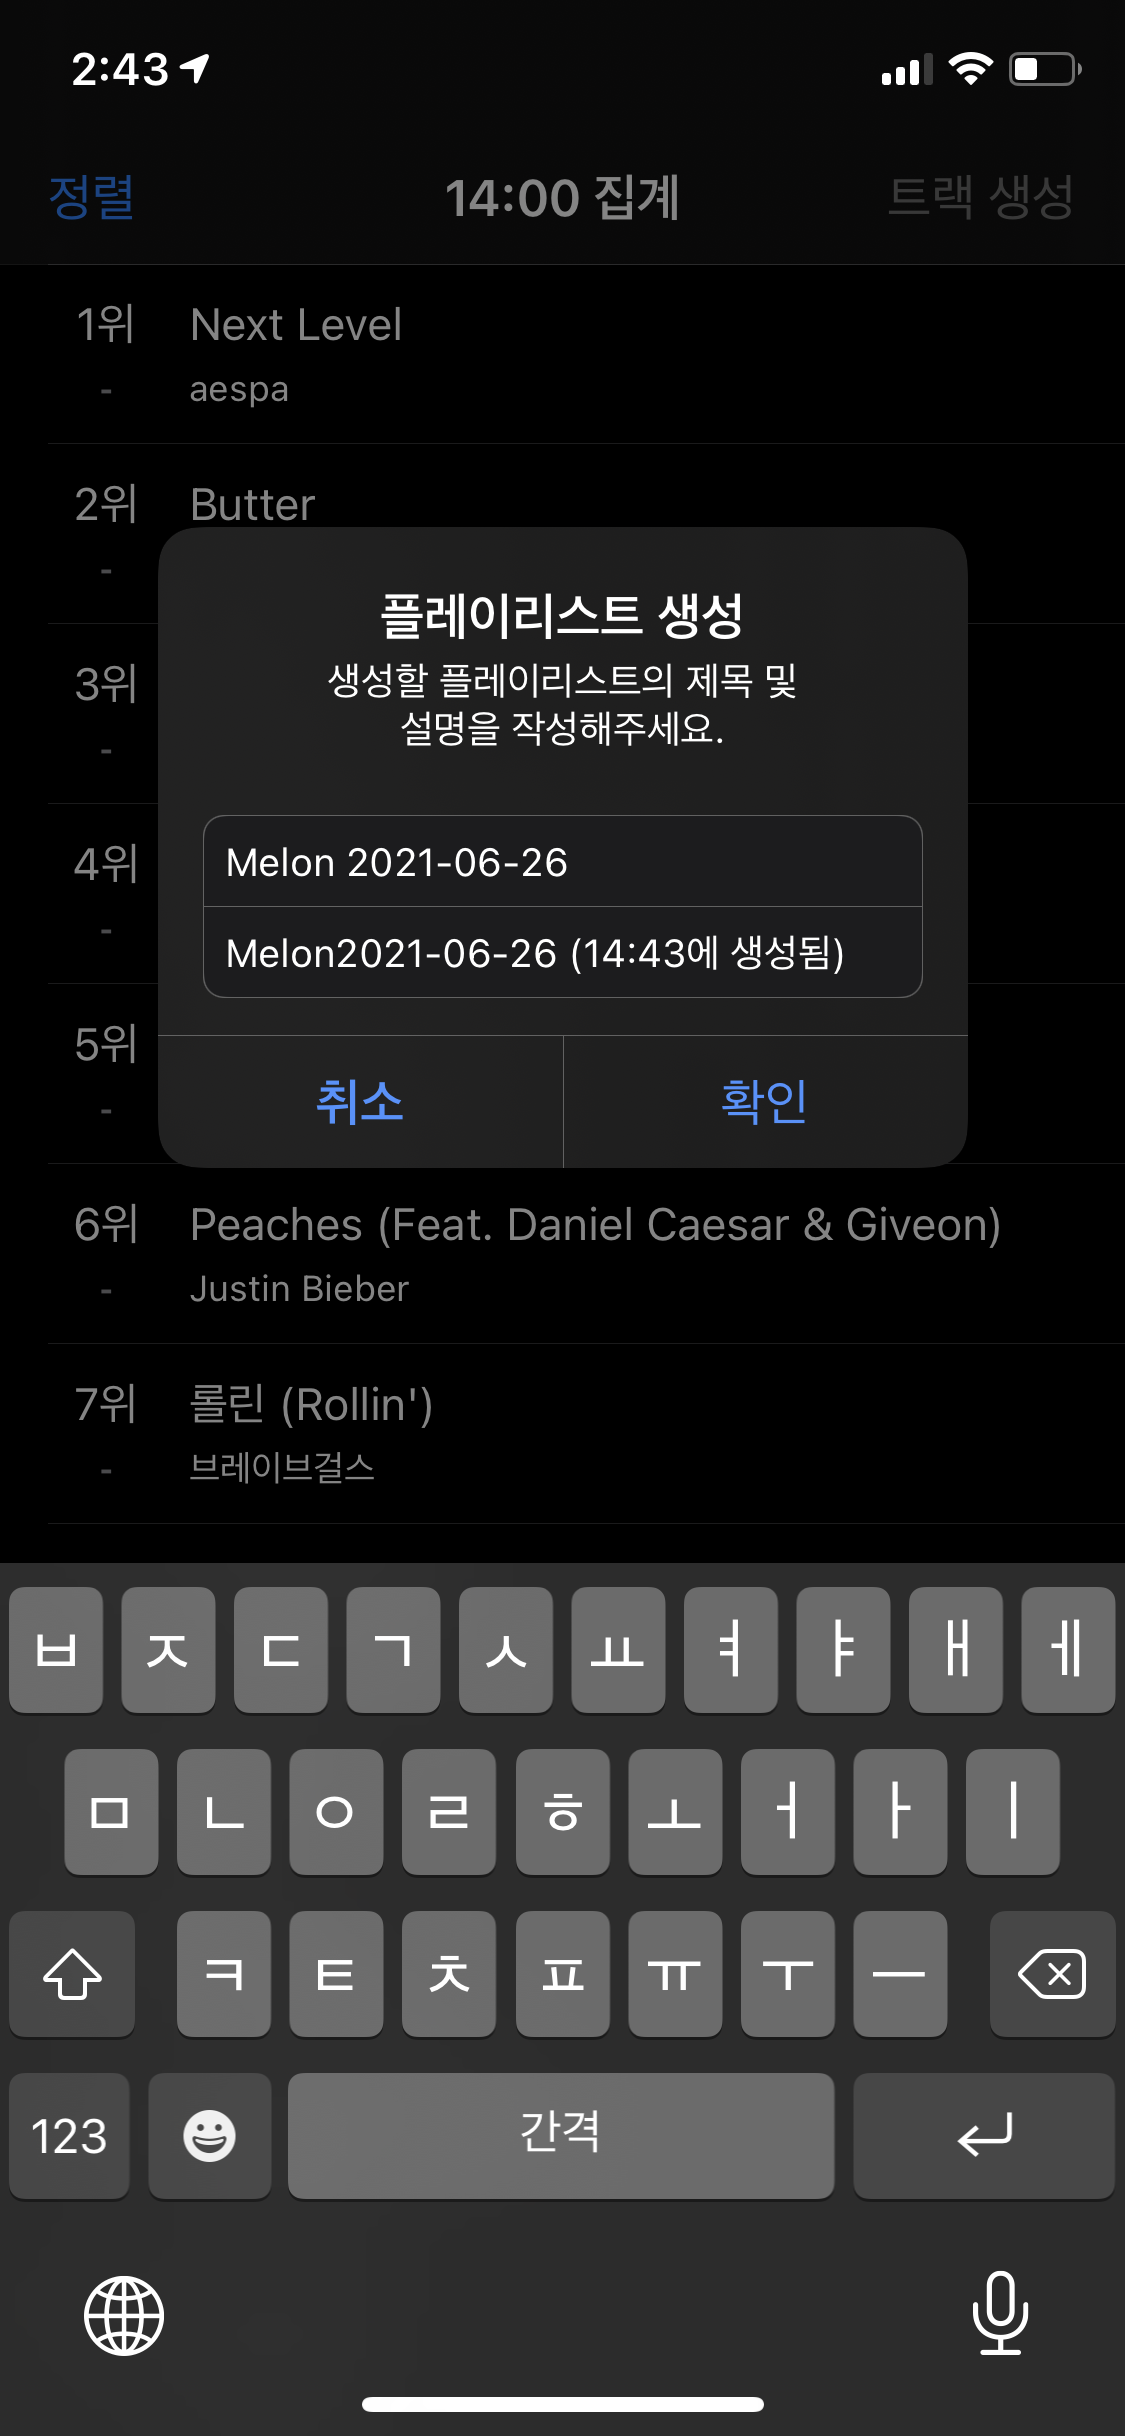 2:43
정렬
14:00 집계
트랙 생성
1위 Next Level
- aespa
2위 Butter
-
3위
-
4위
-
5위
-
플레이리스트 생성
생성할 플레이리스트의 제목 및
설명을 작성해주세요.
Melon 2021-06-26
Melon2021-06-26 (14:43에 생성됨)
취소
확인
6위 Peaches (Feat. Daniel Caesar & Giveon)
- Justin Bieber
7위 롤린 (Rollin')
- 브레이브걸스
ㅂ ㅈ ㄷ ㄱ ㅅ ㅛ ㅕ ㅑ ㅐ ㅔ
ㅁ ㄴ ㅇ ㄹ ㅎ ㅗ ㅓ ㅏ ㅣ
ㅋ ㅌ ㅊ ㅍ ㅠ ㅜ ㅡ
123 간격